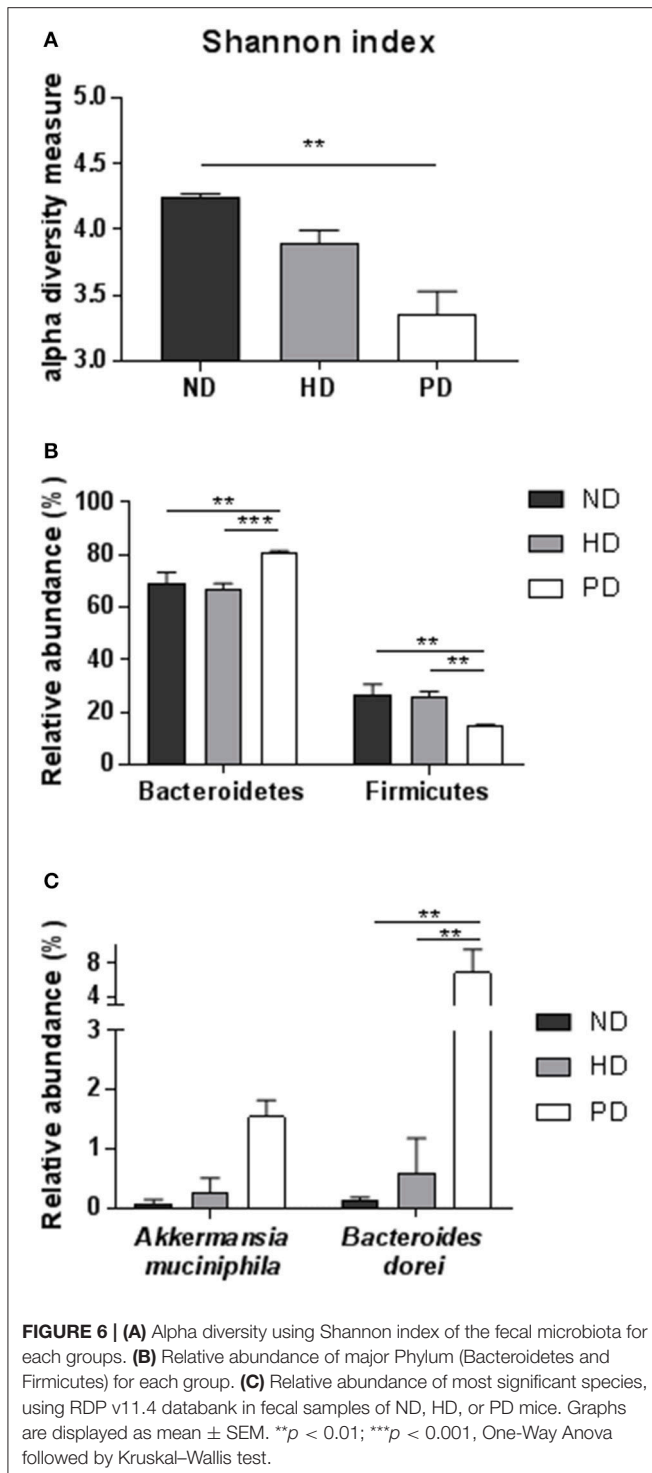 A
Shannon index
alpha diversity measure
5.0
**
4.5
4.0
3.5
3.0
ND HD PD
B
Relative abundance (%)
100
**
***
80
60
**
**
40
20
0
Bacteroidetes Firmicutes
ND
HD
PD
C
Relative abundance (%)
**
**
8
4
3
2
1
0
Akkermansia muciniphila
Bacteroides dorei
ND
HD
PD
FIGURE 6 | (A) Alpha diversity using Shannon index of the fecal microbiota for
each groups. (B) Relative abundance of major Phylum (Bacteroidetes and
Firmicutes) for each group. (C) Relative abundance of most significant species,
using RDP v11.4 databank in fecal samples of ND, HD, or PD mice. Graphs
are displayed as mean ± SEM. **p < 0.01; ***p < 0.001, One-Way Anova
followed by Kruskal–Wallis test.